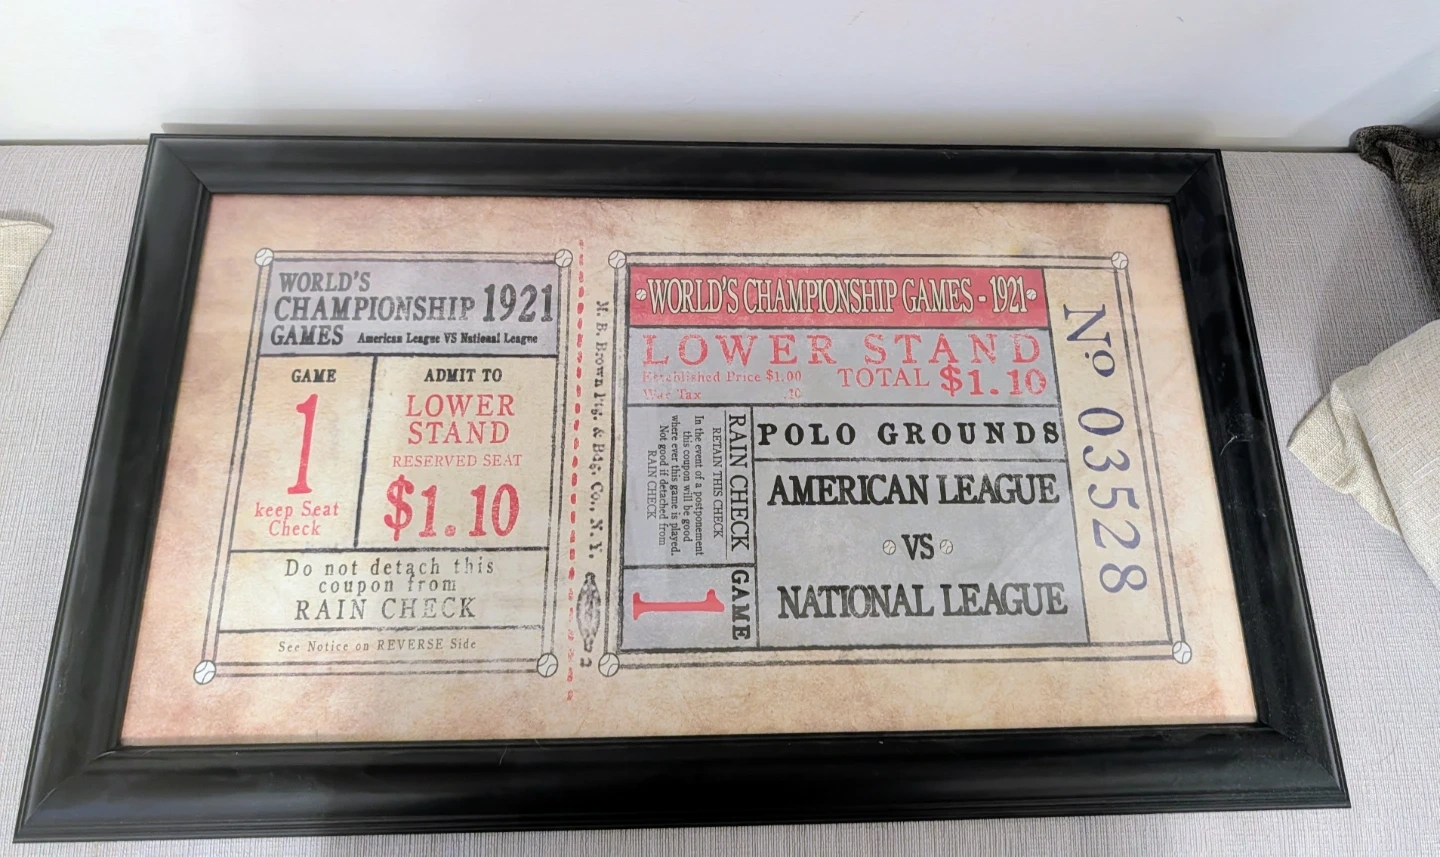 WORLD'S
CHAMPIONSHIP 1921
GAMES American League VS National League
GAME
1
keep Seat
Check
ADMIT TO
LOWER
STAND
RESERVED SEAT
$1.10
Do not detach this
coupon from
RAIN CHECK
See Notice on REVERSE Side
M. B. Brown Ptg. & Bdg. Co., N. Y.
WORLD'S CHAMPIONSHIP GAMES - 1921
LOWER STAND
Established Price $1.00
War Tax .10
TOTAL $1.10
RAIN CHECK
RETAIN THIS CHECK
In the event of a postponement
this coupon will be good
where ever this game is played.
Not good if detached from
RAIN CHECK
GAME
1
POLO GROUNDS
AMERICAN LEAGUE
VS
NATIONAL LEAGUE
No 03528